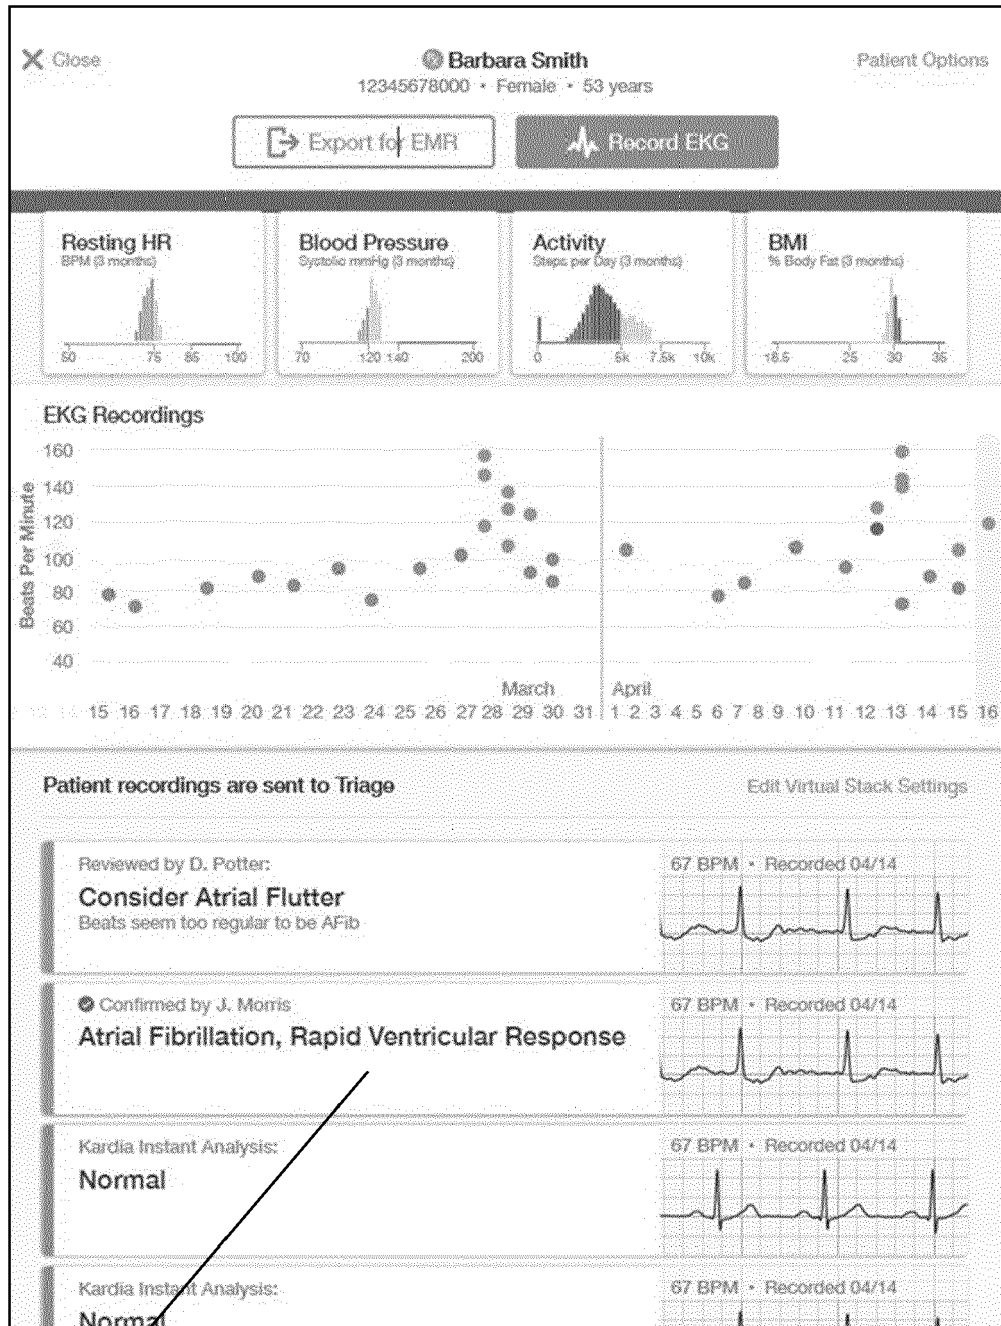 Close
Barbara Smith
Patient Options
12345678000 • Female • 53 years
Export for EMR
Record EKG
Resting HR
BPM (3 months)
50 75 85 100
Blood Pressure
Systolic mmHg (3 months)
70 120 140 200
Activity
Steps per Day (3 months)
0 5k 7.5k 10k
BMI
% Body Fat (3 months)
18.5 25 30 35
EKG Recordings
Beats Per Minute
160
140
120
100
80
60
40
March April
15 16 17 18 19 20 21 22 23 24 25 26 27 28 29 30 31 1 2 3 4 5 6 7 8 9 10 11 12 13 14 15 16
Patient recordings are sent to Triage
Edit Virtual Stack Settings
Reviewed by D. Potter:
Consider Atrial Flutter
Beats seem too regular to be AFib
67 BPM • Recorded 04/14
Confirmed by J. Morris
Atrial Fibrillation, Rapid Ventricular Response
67 BPM • Recorded 04/14
Kardia Instant Analysis:
Normal
67 BPM • Recorded 04/14
Kardia Instant Analysis:
Normal
67 BPM • Recorded 04/14